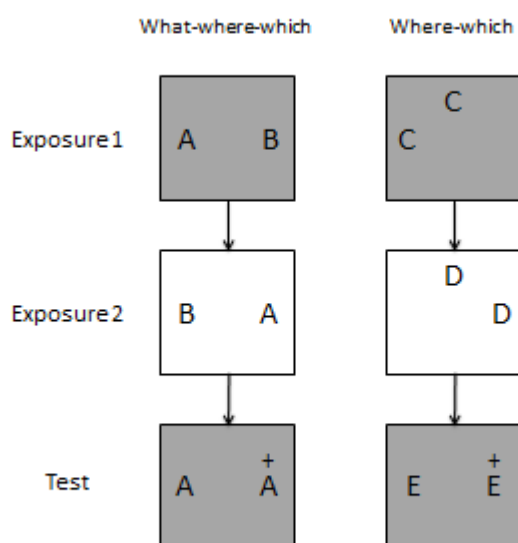 What-where-which Where-which
C
Exposure1 A B C
D
Exposure2 B A D
+ +
Test A A E E